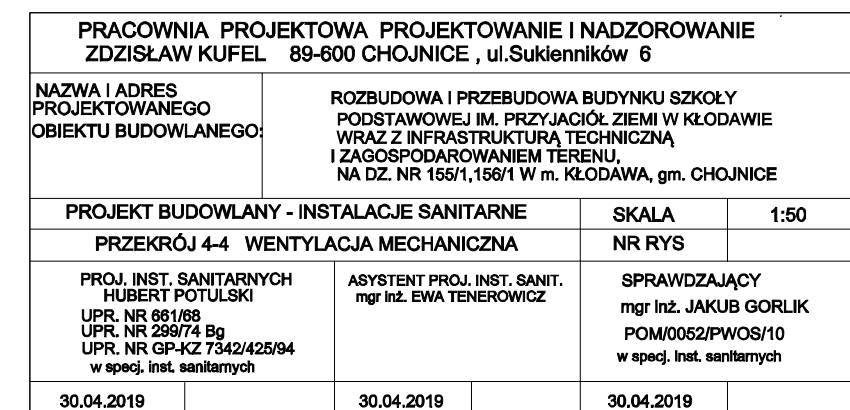 PRACOWNIA PROJEKTOWA PROJEKTOWANIE I NADZOROWANIE
ZDZISŁAW KUFEL 89-600 CHOJNICE , ul.Sukienników 6
NAZWA I ADRES
PROJEKTOWANEGO
OBIEKTU BUDOWLANEGO:
ROZBUDOWA I PRZEBUDOWA BUDYNKU SZKOŁY
PODSTAWOWEJ IM. PRZYJACIÓŁ ZIEMI W KŁODAWIE
WRAZ Z INFRASTRUKTURĄ TECHNICZNĄ
I ZAGOSPODAROWANIEM TERENU,
NA DZ. NR 155/1,156/1 W m. KŁODAWA, gm. CHOJNICE
PROJEKT BUDOWLANY - INSTALACJE SANITARNE SKALA 1:50
PRZEKRÓJ 4-4 WENTYLACJA MECHANICZNA NR RYS
PROJ. INST. SANITARNYCH
HUBERT POTULSKI
UPR. NR 661/68
UPR. NR 299/74 Bg
UPR. NR GP-KZ 7342/425/94
w specj. inst. sanitarnych
ASYSTENT PROJ. INST. SANIT.
mgr inż. EWA TENEROWICZ
SPRAWDZAJĄCY
mgr inż. JAKUB GORLIK
POM/0052/PWOS/10
w specj. inst. sanitarnych
30.04.2019 30.04.2019 30.04.2019